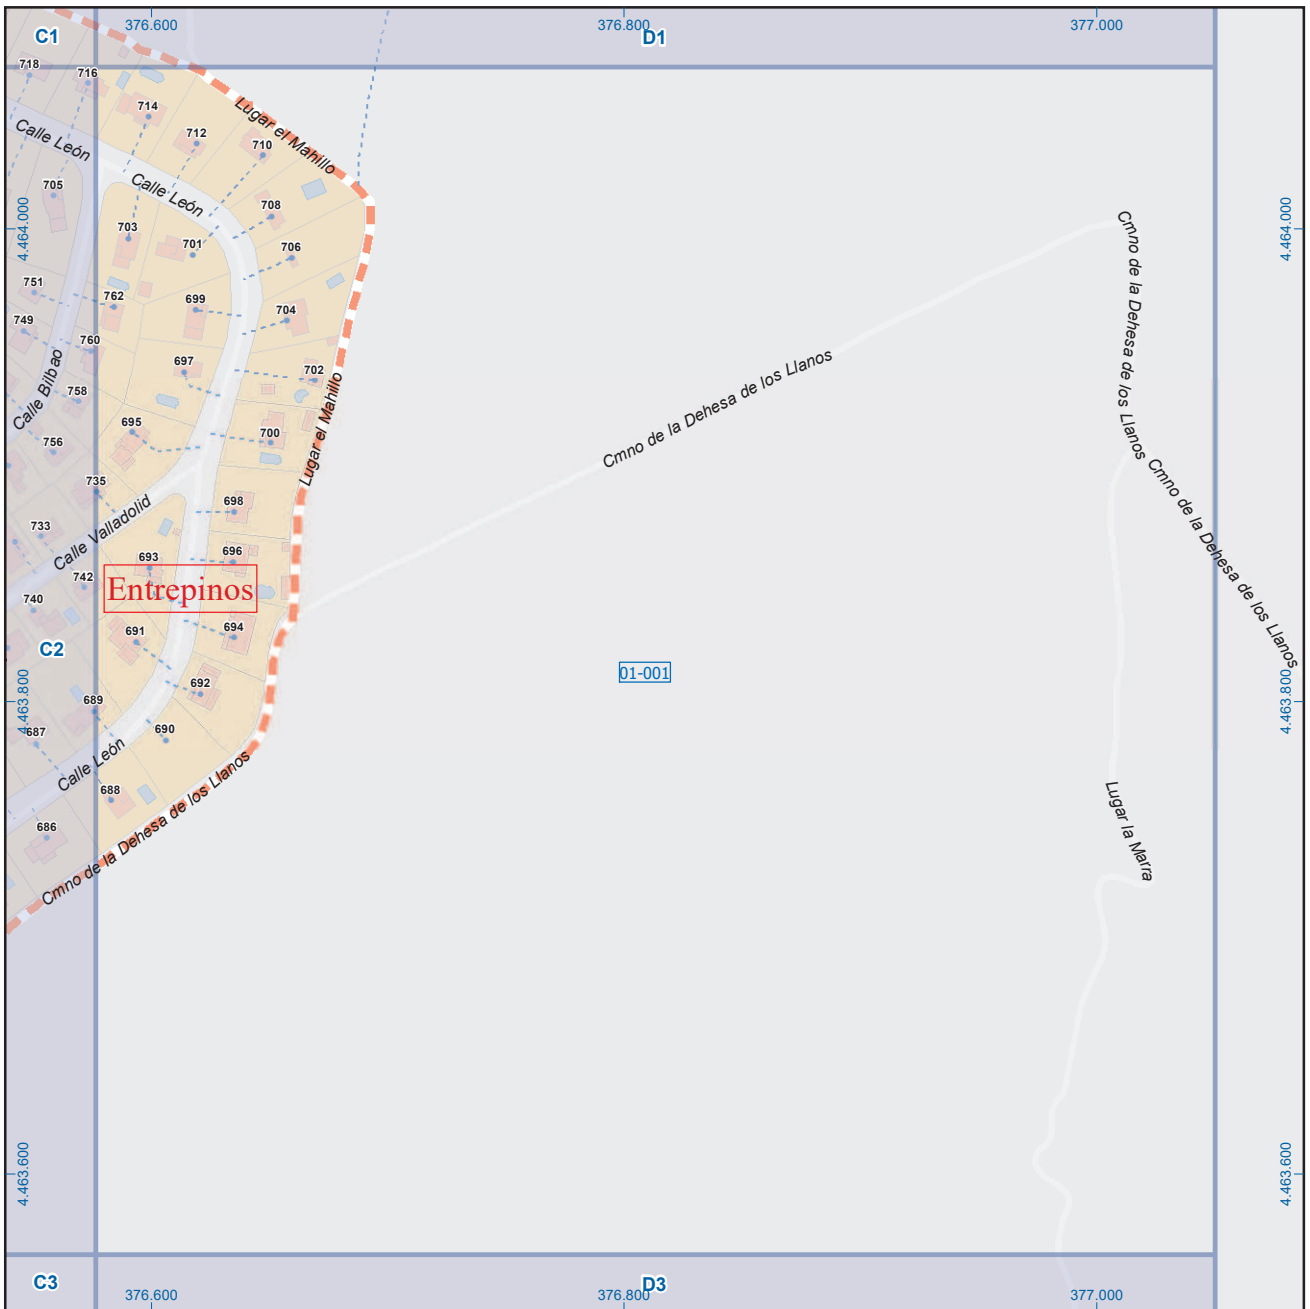 376.600
376.800
377.000
C1
D1
718
716
714
712
710
Lugar el Mahillo
Calle León
Calle León
705
708
703
701
706
4.464.000
4.464.000
Cmno de la Dehesa de los Llanos
751
762
699
704
749
760
697
702
Cmno de la Dehesa de los Llanos
Calle Bilbao
758
Lugar el Mahillo
695
700
756
735
698
Cmno de la Dehesa de los Llanos
Calle Valladolid
733
693
696
742
Entrepinos
740
691
694
C2
01-001
692
689
690
687
4.463.800
4.463.800
Calle León
688
Cmno de la Dehesa de los Llanos
686
Lugar la Marra
4.463.600
4.463.600
C3
D3
376.600
376.800
377.000